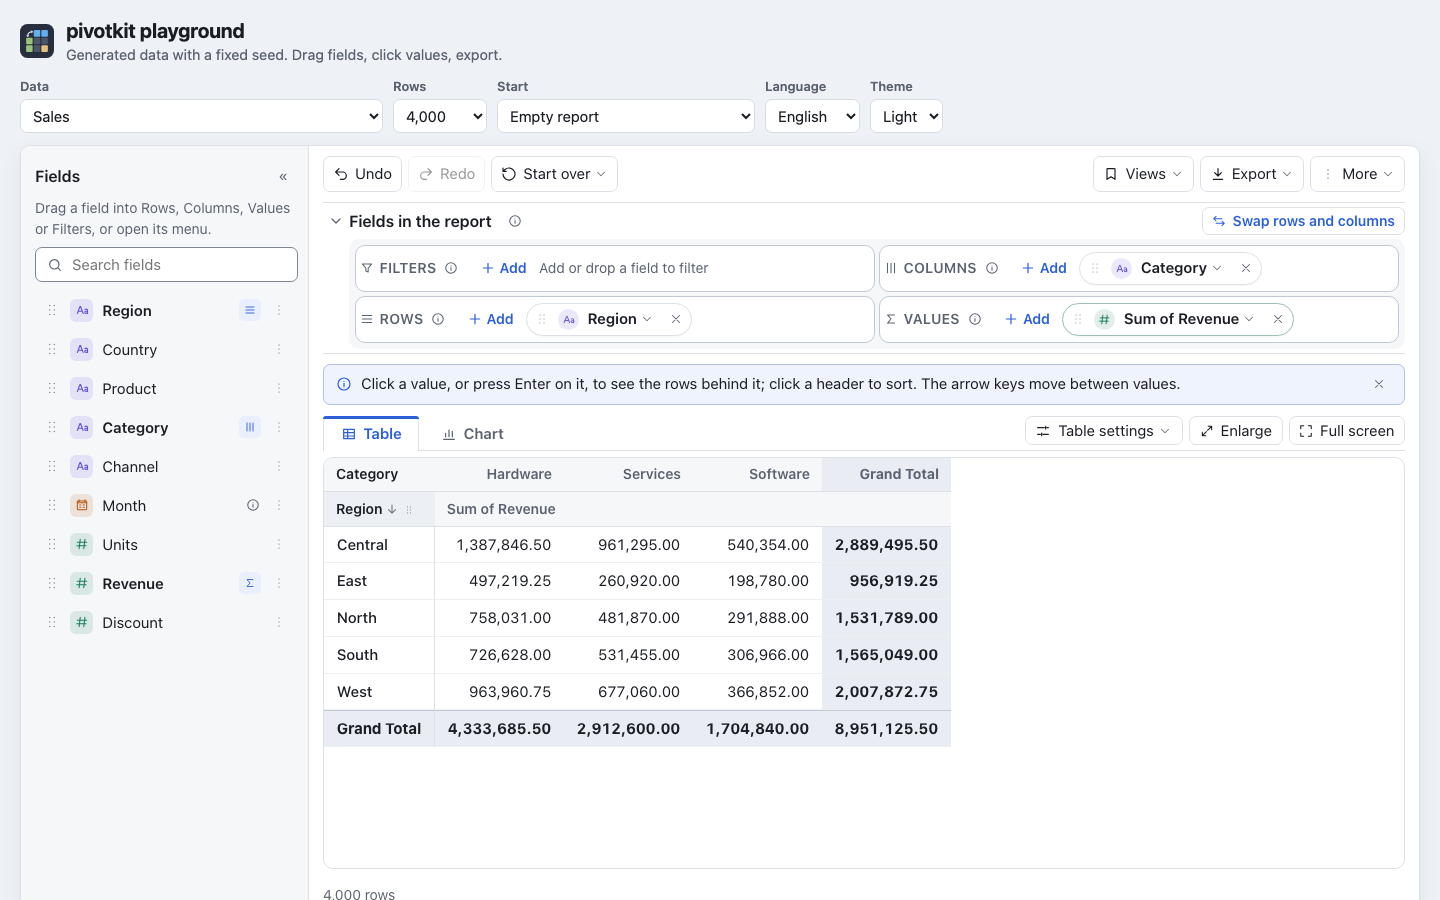 pivotkit playground
Generated data with a fixed seed. Drag fields, click values, export.
Data Rows Start Language Theme
Sales 4,000 Empty report English Light
Fields «
Drag a field into Rows, Columns, Values
or Filters, or open its menu.
Search fields
Aa Region
Aa Country
Aa Product
Aa Category
Aa Channel
Month
# Units
# Revenue Σ
# Discount
Undo Redo Start over Views Export More
Fields in the report Swap rows and columns
FILTERS + Add Add or drop a field to filter
COLUMNS + Add Aa Category ×
ROWS + Add Aa Region ×
Σ VALUES + Add # Sum of Revenue ×
Click a value, or press Enter on it, to see the rows behind it; click a header to sort. The arrow keys move between values. ×
Table Chart Table settings Enlarge Full screen
Category Hardware Services Software Grand Total
Region ↓ Sum of Revenue
Central 1,387,846.50 961,295.00 540,354.00 2,889,495.50
East 497,219.25 260,920.00 198,780.00 956,919.25
North 758,031.00 481,870.00 291,888.00 1,531,789.00
South 726,628.00 531,455.00 306,966.00 1,565,049.00
West 963,960.75 677,060.00 366,852.00 2,007,872.75
Grand Total 4,333,685.50 2,912,600.00 1,704,840.00 8,951,125.50
4,000 rows